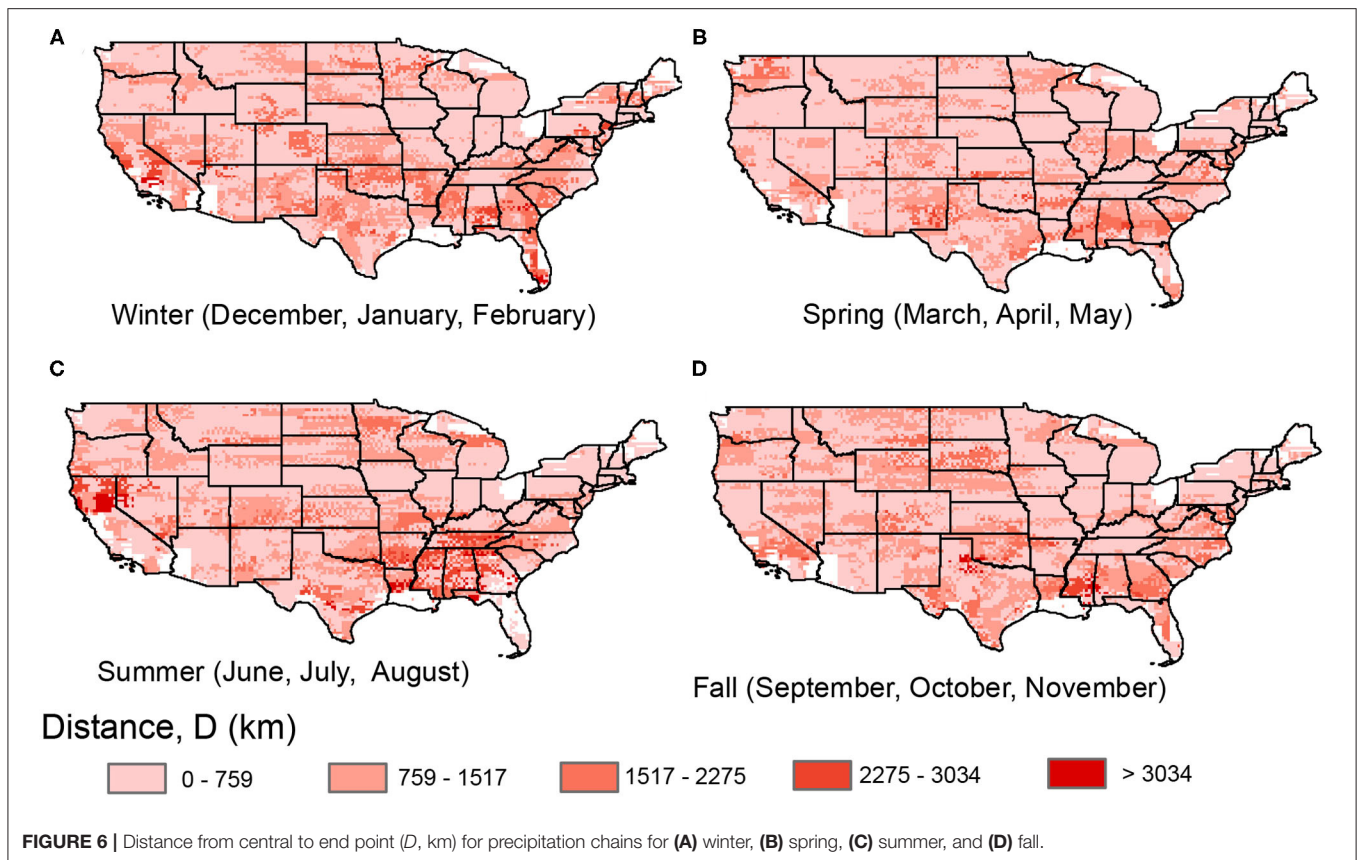 A
B
Winter (December, January, February)
Spring (March, April, May)
C
D
Summer (June, July, August)
Fall (September, October, November)
Distance, D (km)
0 - 759
759 - 1517
1517 - 2275
2275 - 3034
> 3034
FIGURE 6 | Distance from central to end point (D, km) for precipitation chains for (A) winter, (B) spring, (C) summer, and (D) fall.